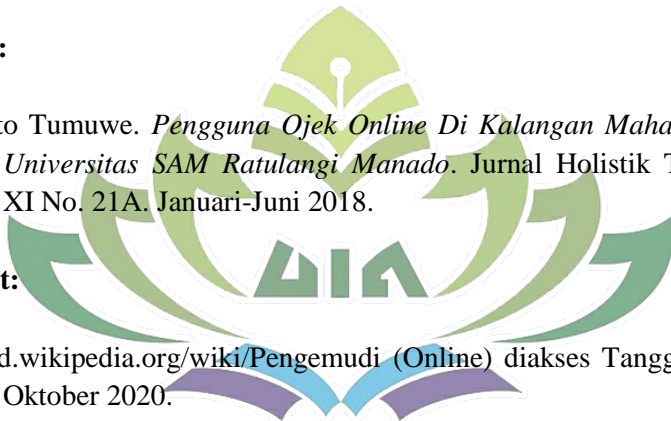 :
to Tumuwe. Pengguna Ojek Online Di Kalangan Maha
Universitas SAM Ratulangi Manado. Jurnal Holistik T
XI No. 21A. Januari-Juni 2018.
t:
UIN
d.wikipedia.org/wiki/Pengemudi (Online) diakses Tangg
Oktober 2020.